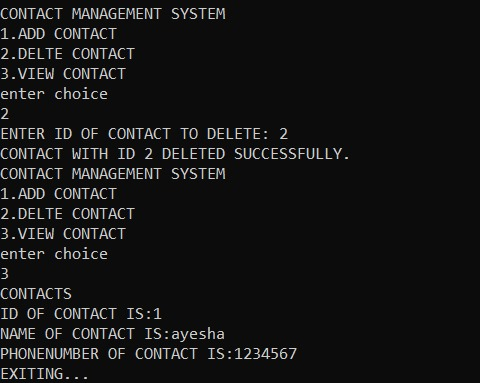 CONTACT MANAGEMENT SYSTEM
1.ADD CONTACT
2.DELTE CONTACT
3.VIEW CONTACT
enter choice
2
ENTER ID OF CONTACT TO DELETE: 2
CONTACT WITH ID 2 DELETED SUCCESSFULLY.
CONTACT MANAGEMENT SYSTEM
1.ADD CONTACT
2.DELTE CONTACT
3.VIEW CONTACT
enter choice
3
CONTACTS
ID OF CONTACT IS:1
NAME OF CONTACT IS:ayesha
PHONENUMBER OF CONTACT IS:1234567
EXITING...